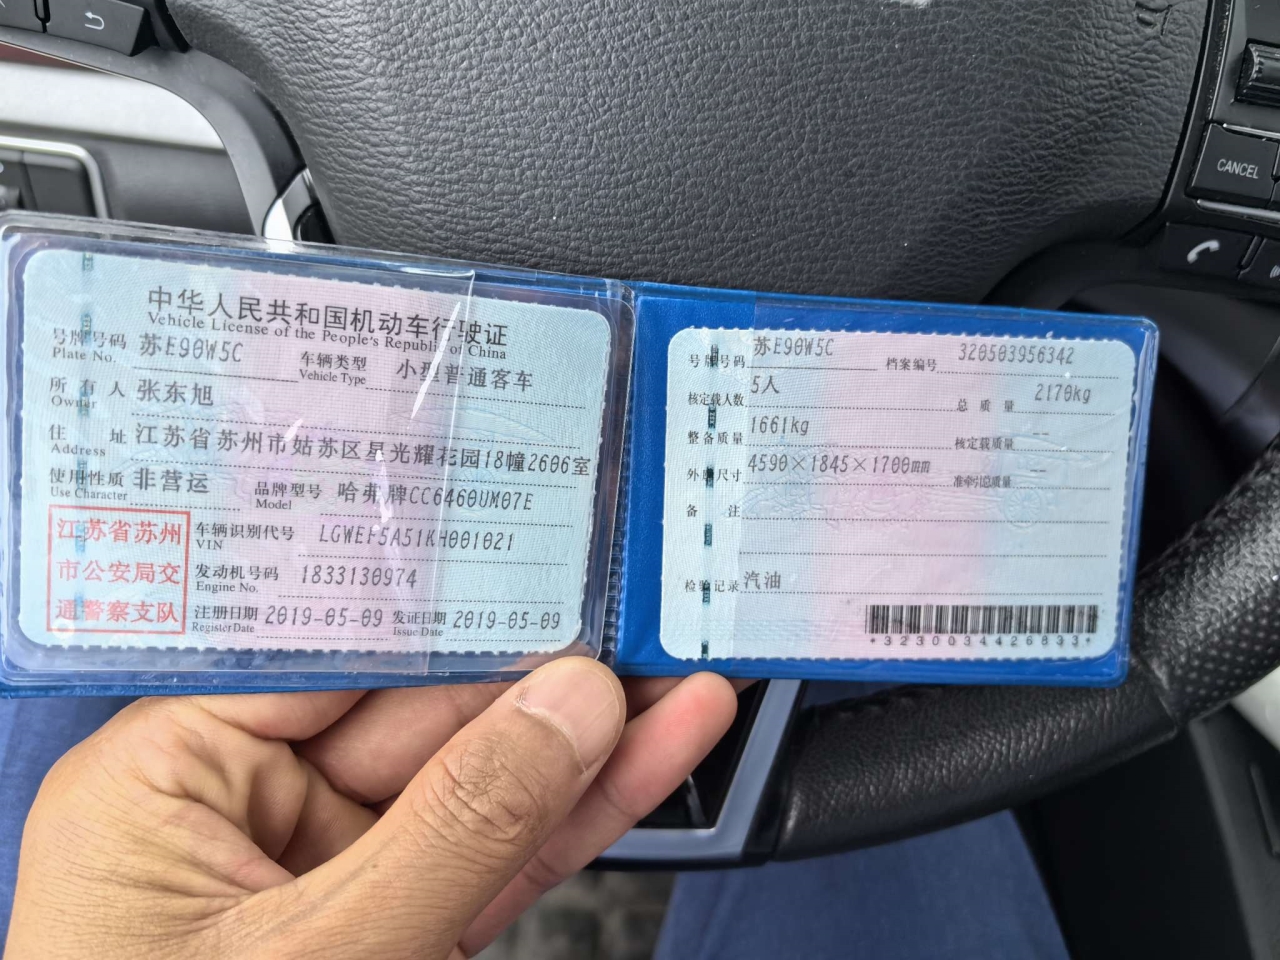 CANCEL
中华人民共和国机动车行驶证
Vehicle License of the People's Republic of China
号牌号码 苏E90W5C 车辆类型 小型普通客车
Plate No. Vehicle Type
所有人 张东旭
Owner
住址 江苏省苏州市姑苏区星光耀花园18幢2606室
Address
使用性质 非营运 品牌型号 哈弗牌CC6460UM07E
Use Character Model
江苏省苏州
市公安局交
通警察支队
车辆识别代号 LGWEF5A51KH001021
VIN
发动机号码 1833130974
Engine No.
注册日期 2019-05-09 发证日期 2019-05-09
Register Date Issue Date
号牌号码 苏E90W5C 档案编号 320503956342
核定载人数 5人 总质量 2170kg
整备质量 1661kg 核定载质量 --
外廓尺寸 4590×1845×1700mm 准牵引总质量 --
备注
检验记录 汽油
*3230034426833*